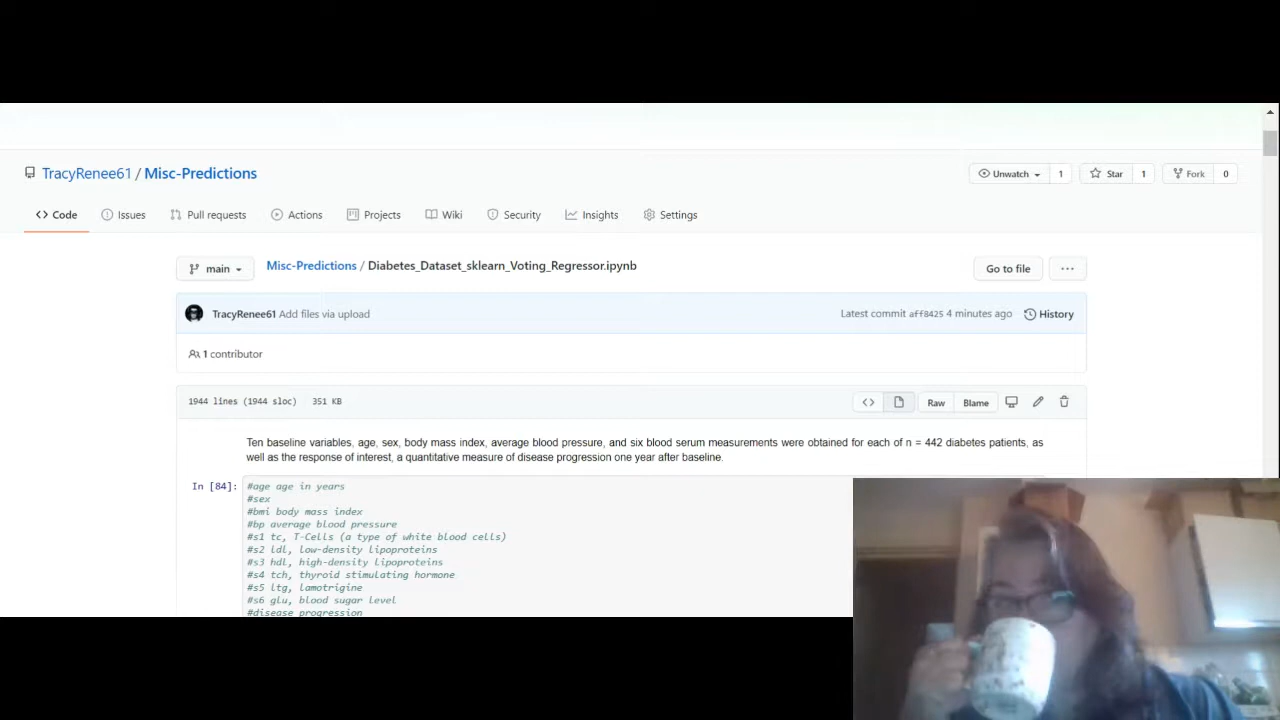 TracyRenee61 / Misc-Predictions
Unwatch 1 Star 1 Fork 0
Code Issues Pull requests Actions Projects Wiki Security Insights Settings
main Misc-Predictions / Diabetes_Dataset_sklearn_Voting_Regressor.ipynb Go to file ...
TracyRenee61 Add files via upload Latest commit aff8425 4 minutes ago History
1 contributor
1944 lines (1944 sloc) 351 KB <> Raw Blame
Ten baseline variables, age, sex, body mass index, average blood pressure, and six blood serum measurements were obtained for each of n = 442 diabetes patients, as
well as the response of interest, a quantitative measure of disease progression one year after baseline.
In [84]: #age age in years
#sex
#bmi body mass index
#bp average blood pressure
#s1 tc, T-Cells (a type of white blood cells)
#s2 ldl, low-density lipoproteins
#s3 hdl, high-density lipoproteins
#s4 tch, thyroid stimulating hormone
#s5 ltg, lamotrigine
#s6 glu, blood sugar level
#disease progression